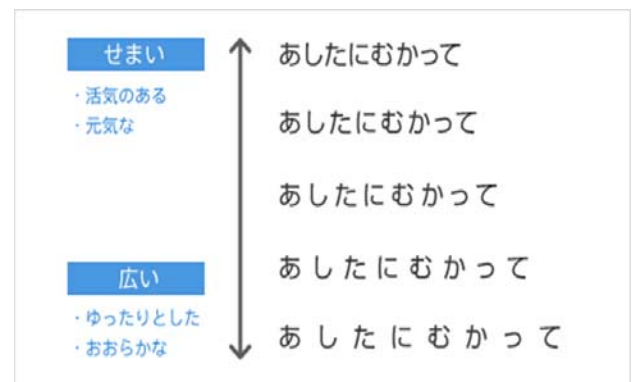 せまい
・活気のある
・元気な
広い
・ゆったりとした
・おおらかな
あしたにむかって
あしたにむかって
あしたにむかって
あしたにむかって
あしたにむかって